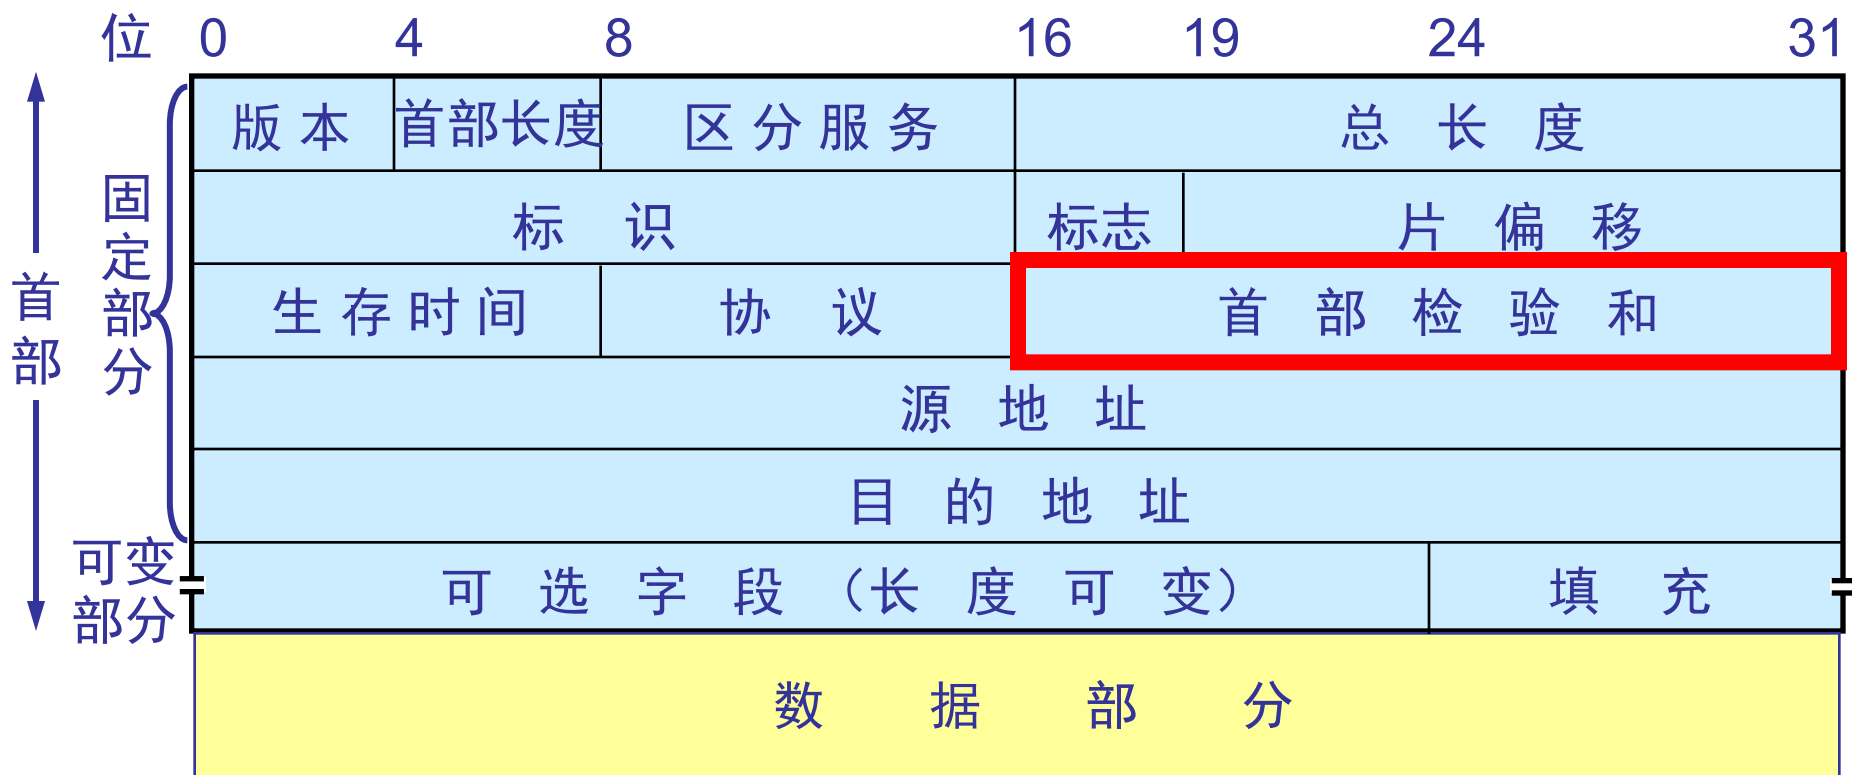 位 0 4 8 16 19 24 31
版本 首部长度 区分服务 总长度
标识 标志 片偏移
生存时间 协议 首部检验和
源地址
目的地址
可选字段（长度可变） 填充
数据部分
首部
固定部分
可变
部分